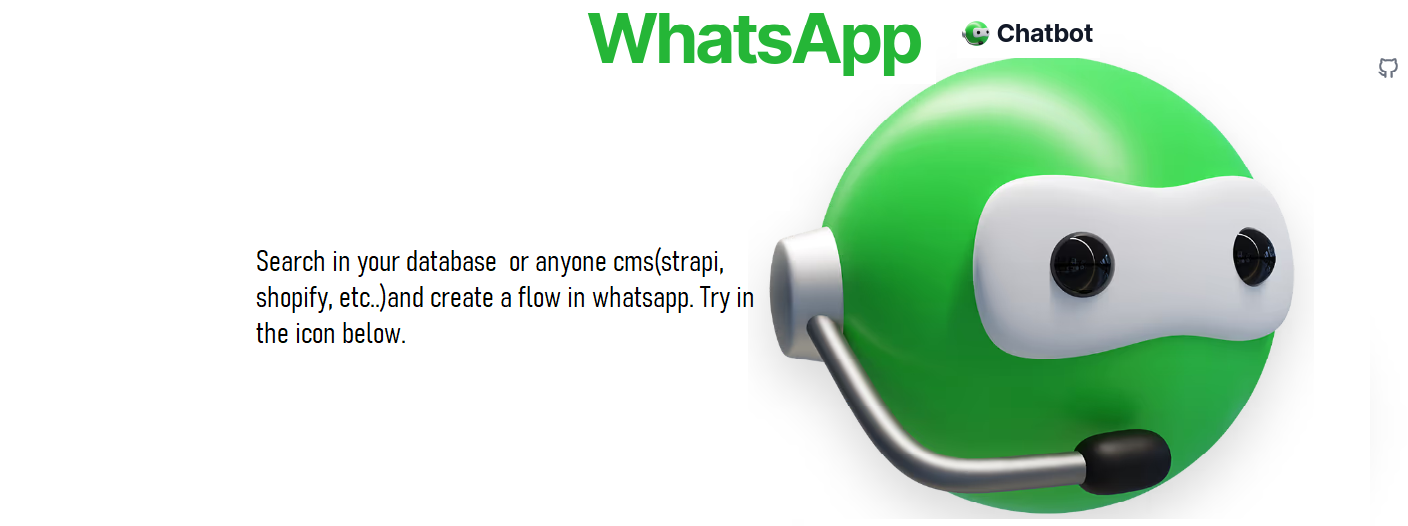 WhatsApp
Chatbot
Search in your database  or anyone cms(strapi,
shopify, etc..)and create a flow in whatsapp. Try in
the icon below.